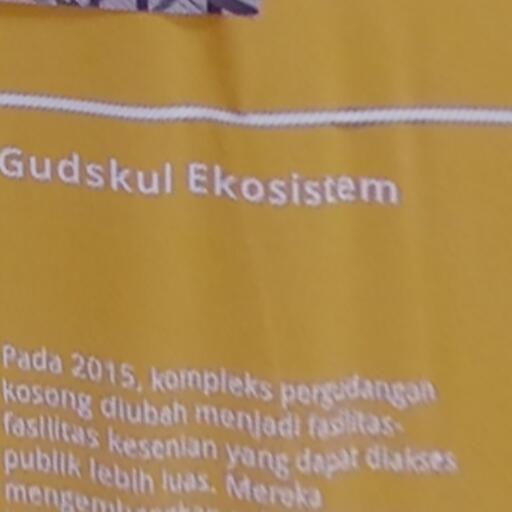 Gudskul Ekosistem
Pada 2015, kompleks pergudangan
kosong diubah menjadi fasilitas-
fasilitas kesenian yang dapat diakses
publik lebih luas. Mereka